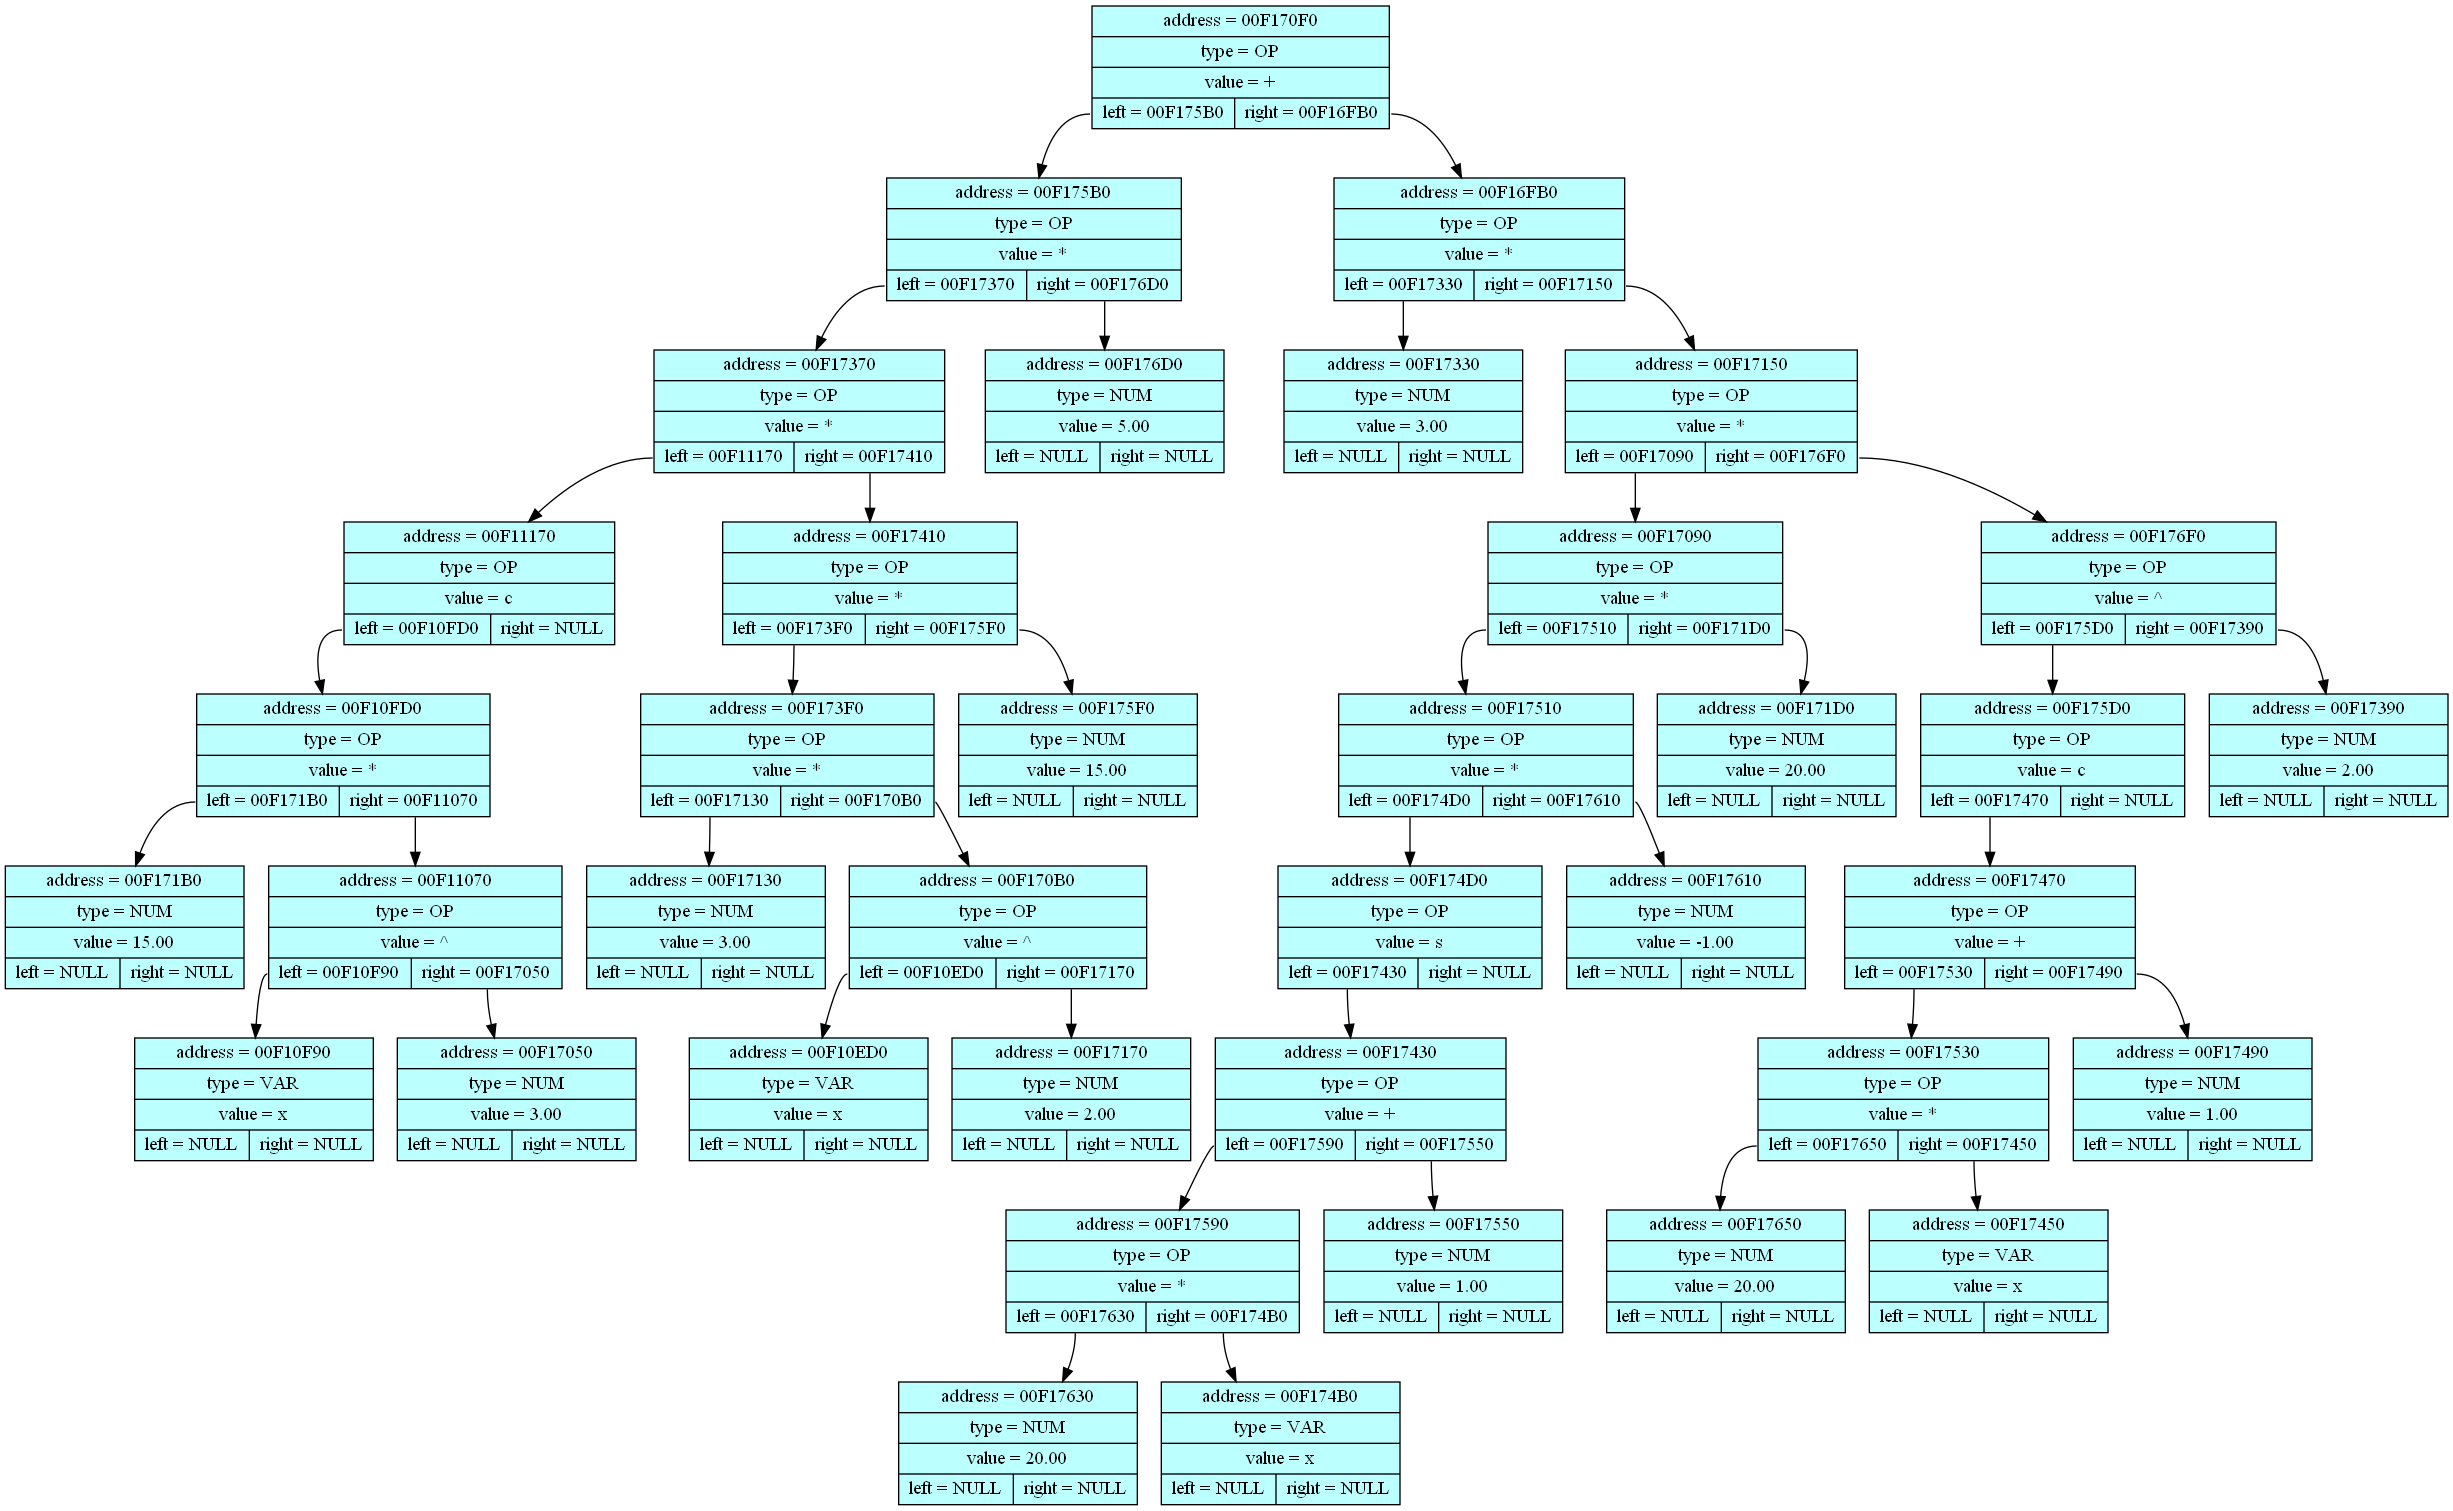 address = 00F170F0
type = OP
value = +
left = 00F175B0 right = 00F16FB0
address = 00F175B0
type = OP
value = *
left = 00F17370 right = 00F176D0
address = 00F16FB0
type = OP
value = *
left = 00F17330 right = 00F17150
address = 00F17370
type = OP
value = *
left = 00F11170 right = 00F17410
address = 00F176D0
type = NUM
value = 5.00
left = NULL right = NULL
address = 00F17330
type = NUM
value = 3.00
left = NULL right = NULL
address = 00F17150
type = OP
value = *
left = 00F17090 right = 00F176F0
address = 00F11170
type = OP
value = c
left = 00F10FD0 right = NULL
address = 00F17410
type = OP
value = *
left = 00F173F0 right = 00F175F0
address = 00F17090
type = OP
value = *
left = 00F17510 right = 00F171D0
address = 00F176F0
type = OP
value = ^
left = 00F175D0 right = 00F17390
address = 00F10FD0
type = OP
value = *
left = 00F171B0 right = 00F11070
address = 00F173F0
type = OP
value = *
left = 00F17130 right = 00F170B0
address = 00F175F0
type = NUM
value = 15.00
left = NULL right = NULL
address = 00F17510
type = OP
value = *
left = 00F174D0 right = 00F17610
address = 00F171D0
type = NUM
value = 20.00
left = NULL right = NULL
address = 00F175D0
type = OP
value = c
left = 00F17470 right = NULL
address = 00F17390
type = NUM
value = 2.00
left = NULL right = NULL
address = 00F171B0
type = NUM
value = 15.00
left = NULL right = NULL
address = 00F11070
type = OP
value = ^
left = 00F10F90 right = 00F17050
address = 00F17130
type = NUM
value = 3.00
left = NULL right = NULL
address = 00F170B0
type = OP
value = ^
left = 00F10ED0 right = 00F17170
address = 00F174D0
type = OP
value = s
left = 00F17430 right = NULL
address = 00F17610
type = NUM
value = -1.00
left = NULL right = NULL
address = 00F17470
type = OP
value = +
left = 00F17530 right = 00F17490
address = 00F10F90
type = VAR
value = x
left = NULL right = NULL
address = 00F17050
type = NUM
value = 3.00
left = NULL right = NULL
address = 00F10ED0
type = VAR
value = x
left = NULL right = NULL
address = 00F17170
type = NUM
value = 2.00
left = NULL right = NULL
address = 00F17430
type = OP
value = +
left = 00F17590 right = 00F17550
address = 00F17530
type = OP
value = *
left = 00F17650 right = 00F17450
address = 00F17490
type = NUM
value = 1.00
left = NULL right = NULL
address = 00F17590
type = OP
value = *
left = 00F17630 right = 00F174B0
address = 00F17550
type = NUM
value = 1.00
left = NULL right = NULL
address = 00F17650
type = NUM
value = 20.00
left = NULL right = NULL
address = 00F17450
type = VAR
value = x
left = NULL right = NULL
address = 00F17630
type = NUM
value = 20.00
left = NULL right = NULL
address = 00F174B0
type = VAR
value = x
left = NULL right = NULL